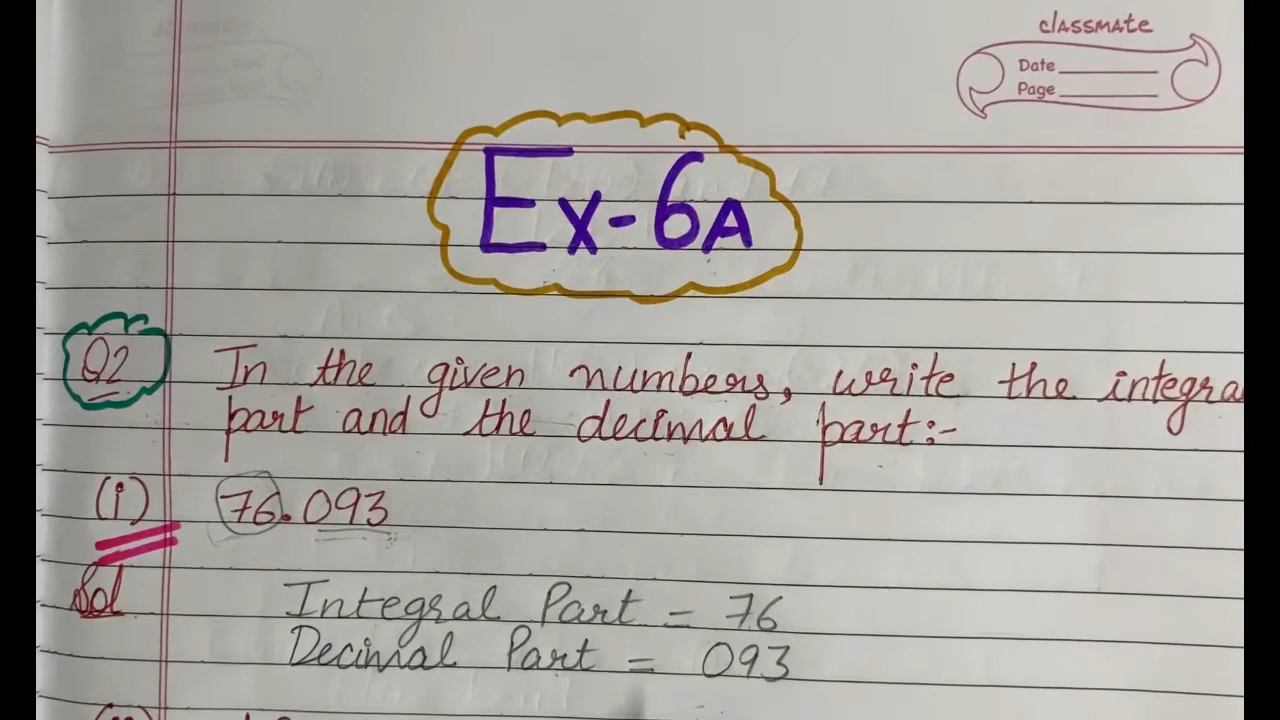 classmate
Date
Page
Ex-6A
Q2 In the given numbers, write the integra
part and the decimal part:-
(i) 76.093
Sol Integral Part = 76
Decimal Part = 093